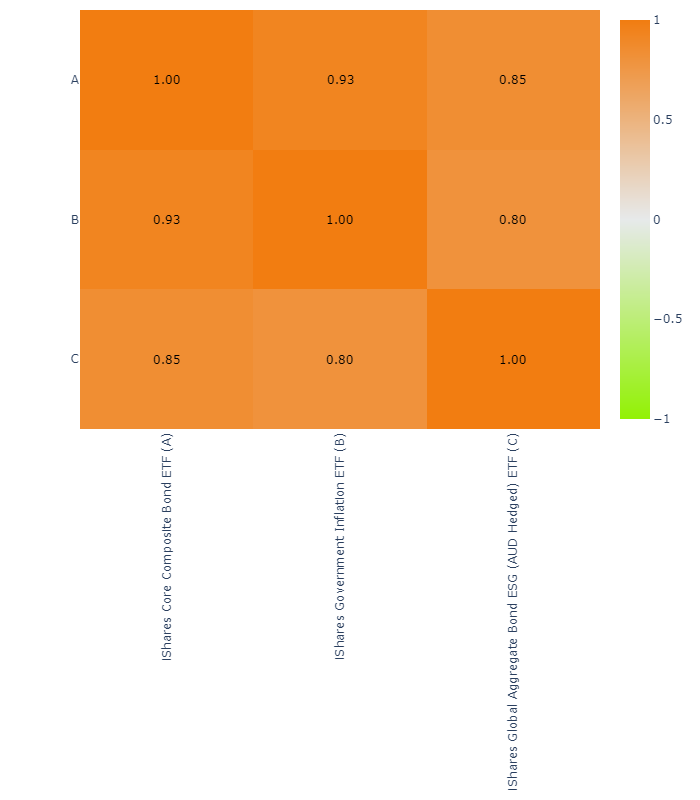 1
A
1.00
0.93
0.85
0.5
B
0.93
1.00
0.80
0
−0.5
C
0.85
0.80
1.00
−1
IShares Core Composite Bond ETF (A)
IShares Government Inflation ETF (B)
IShares Global Aggregate Bond ESG (AUD Hedged) ETF (C)